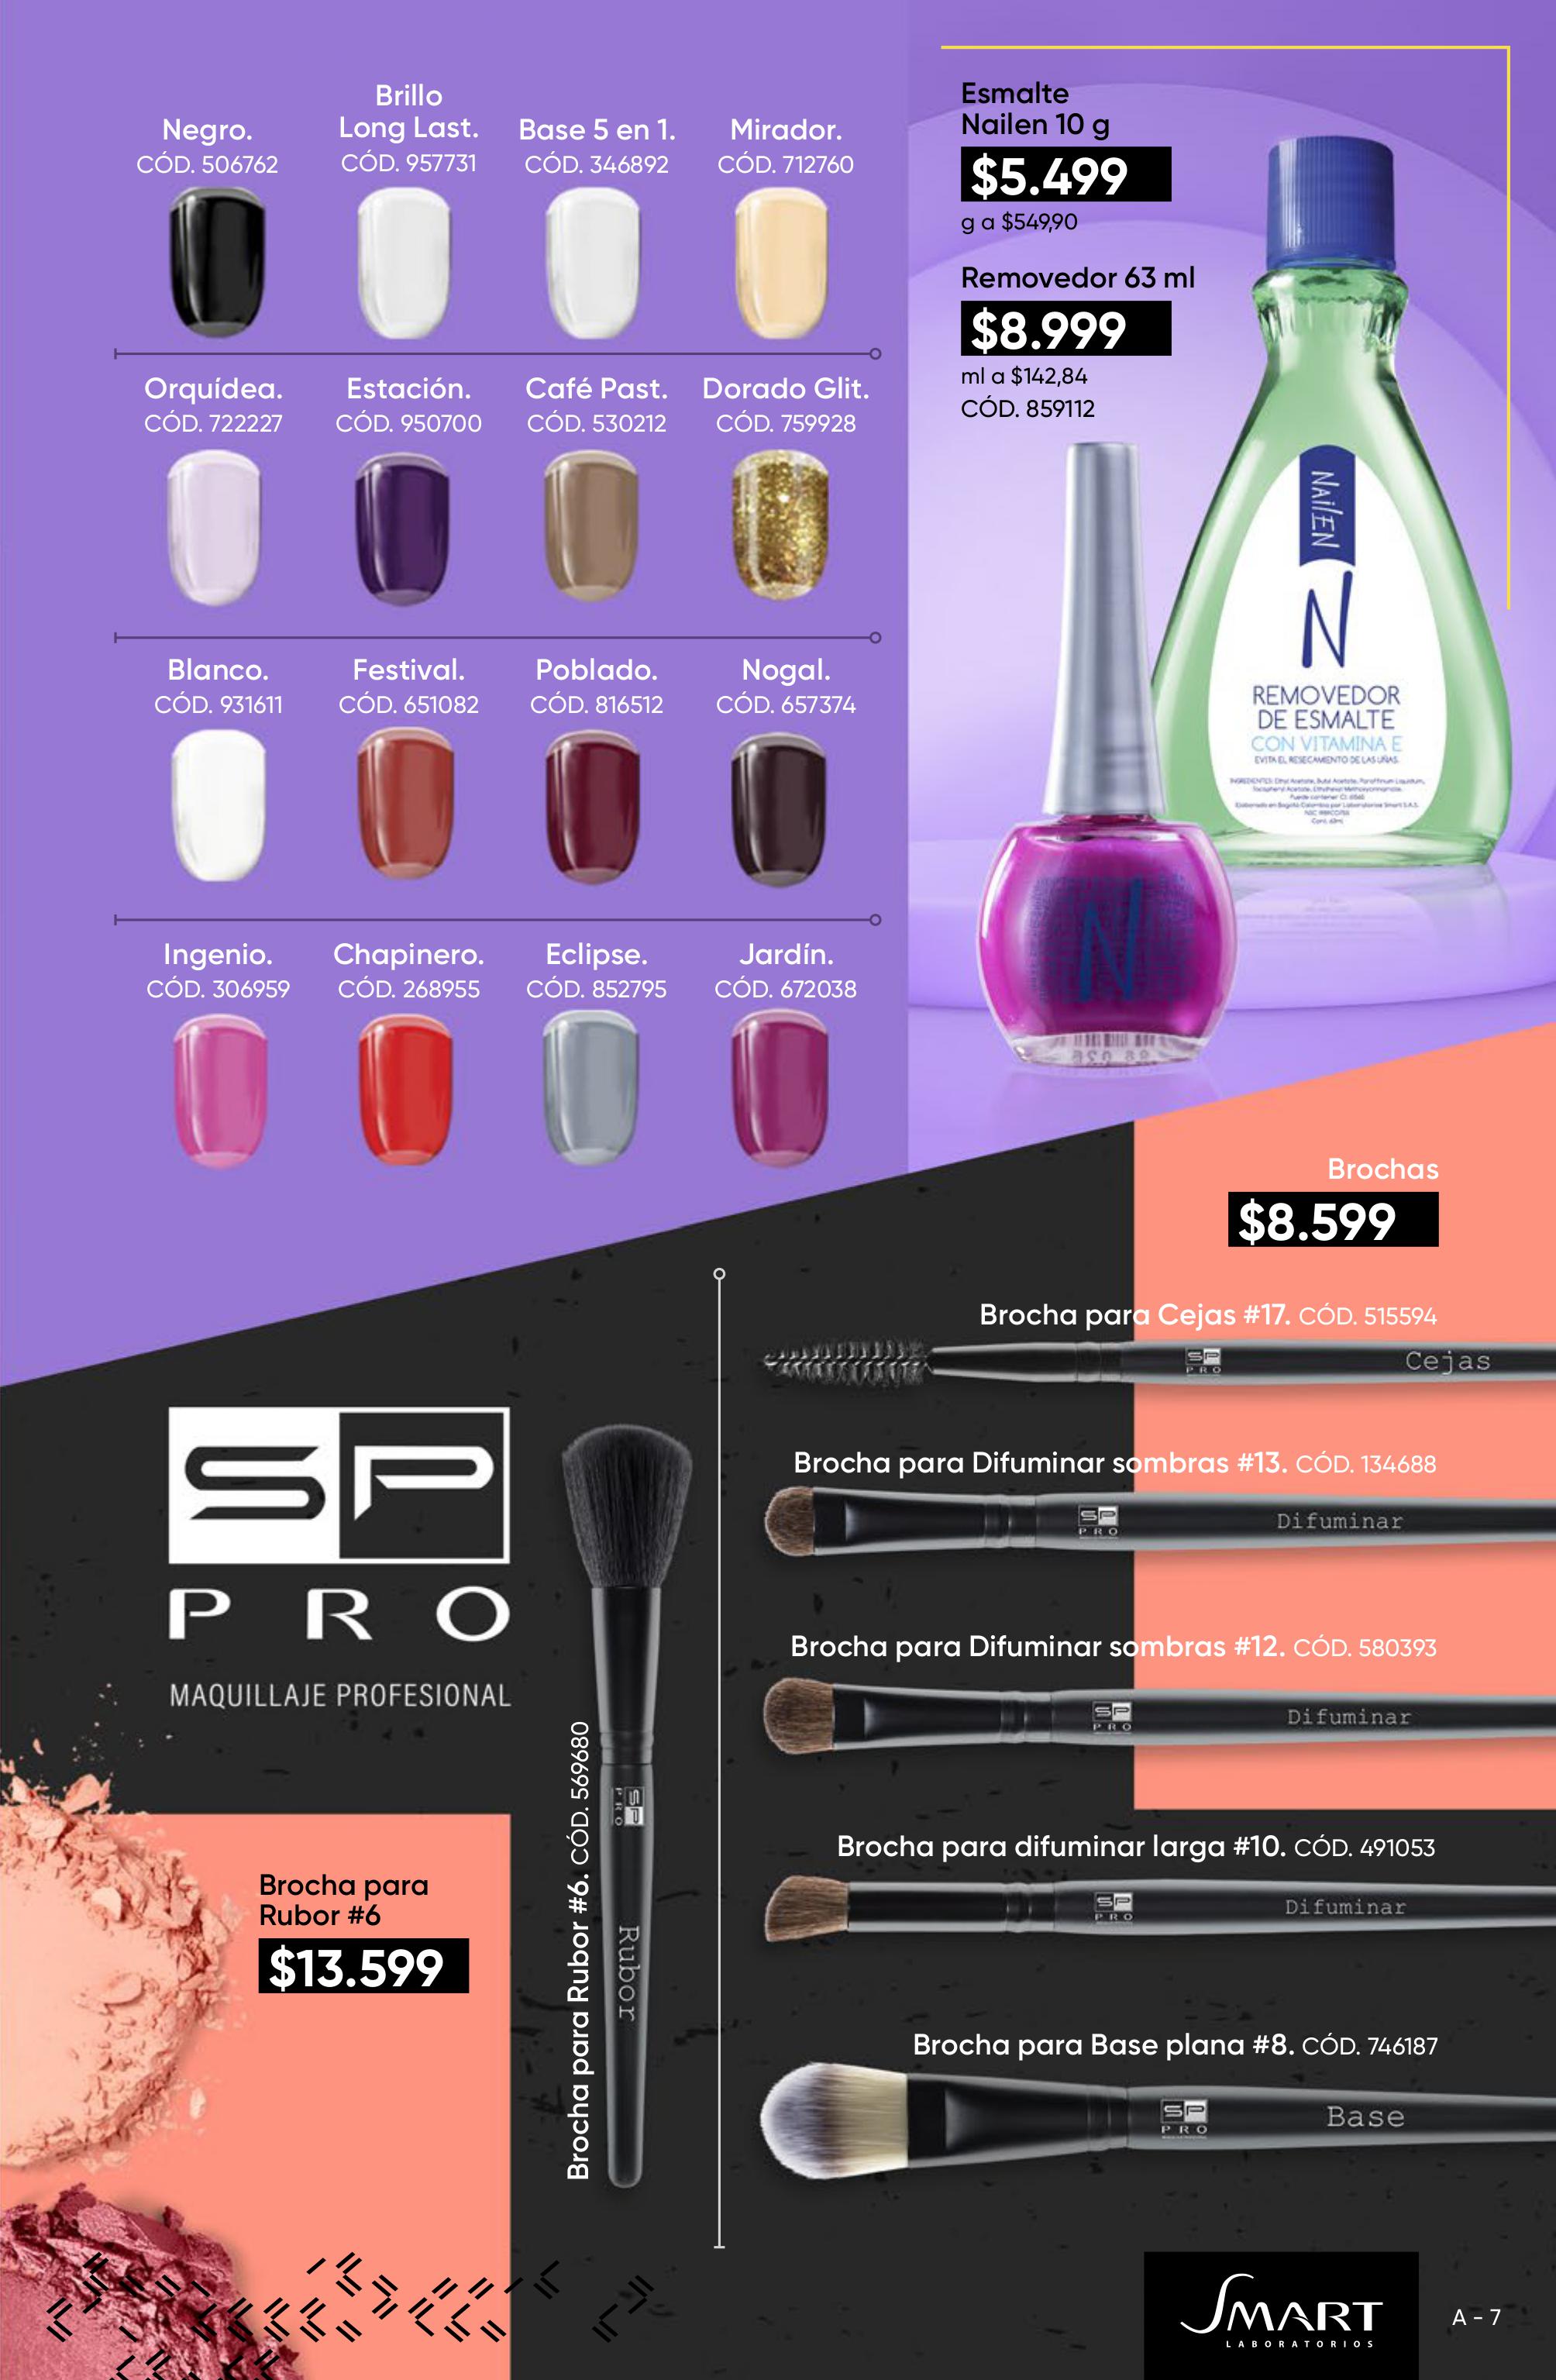 Negro.
CÓD. 506762
Brillo
Long Last.
CÓD. 957731
Base 5 en 1.
CÓD. 346892
Mirador.
CÓD. 712760
Orquídea.
CÓD. 722227
Estación.
CÓD. 950700
Café Past.
CÓD. 530212
Dorado Glit.
CÓD. 759928
Blanco.
CÓD. 931611
Festival.
CÓD. 651082
Poblado.
CÓD. 816512
Nogal.
CÓD. 657374
Ingenio.
CÓD. 306959
Chapinero.
CÓD. 268955
Eclipse.
CÓD. 852795
Jardín.
CÓD. 672038
Esmalte
Nailen 10 g
$5.499
g a $549,90
Removedor 63 ml
$8.999
ml a $142,84
CÓD. 859112
NAILEN
N
REMOVEDOR
DE ESMALTE
CON VITAMINA E
EVITA EL RESECAMIENTO DE LAS UÑAS.
N
Brochas
$8.599
Brocha para Cejas #17. CÓD. 515594
SP
PRO
Cejas
Brocha para Difuminar sombras #13. CÓD. 134688
SP
PRO
Difuminar
Brocha para Difuminar sombras #12. CÓD. 580393
SP
PRO
Difuminar
Brocha para difuminar larga #10. CÓD. 491053
SP
PRO
Difuminar
Brocha para Base plana #8. CÓD. 746187
SP
PRO
Base
SP
PRO
MAQUILLAJE PROFESIONAL
Brocha para Rubor #6. CÓD. 569680
SP
PRO
Rubor
Brocha para
Rubor #6
$13.599
SMART
LABORATORIOS
A - 7